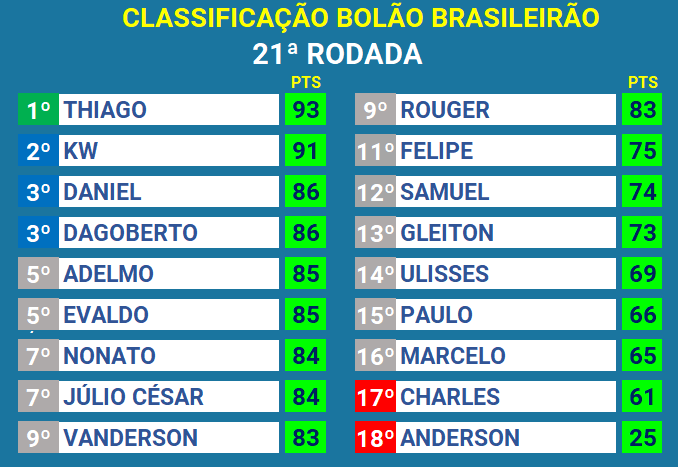 CLASSIFICAÇÃO BOLÃO BRASILEIRÃO
21ª RODADA
PTS
1º THIAGO 93
2º KW 91
3º DANIEL 86
3º DAGOBERTO 86
5º ADELMO 85
5º EVALDO 85
7º NONATO 84
7º JÚLIO CÉSAR 84
9º VANDERSON 83
PTS
9º ROUGER 83
11º FELIPE 75
12º SAMUEL 74
13º GLEITON 73
14º ULISSES 69
15º PAULO 66
16º MARCELO 65
17º CHARLES 61
18º ANDERSON 25